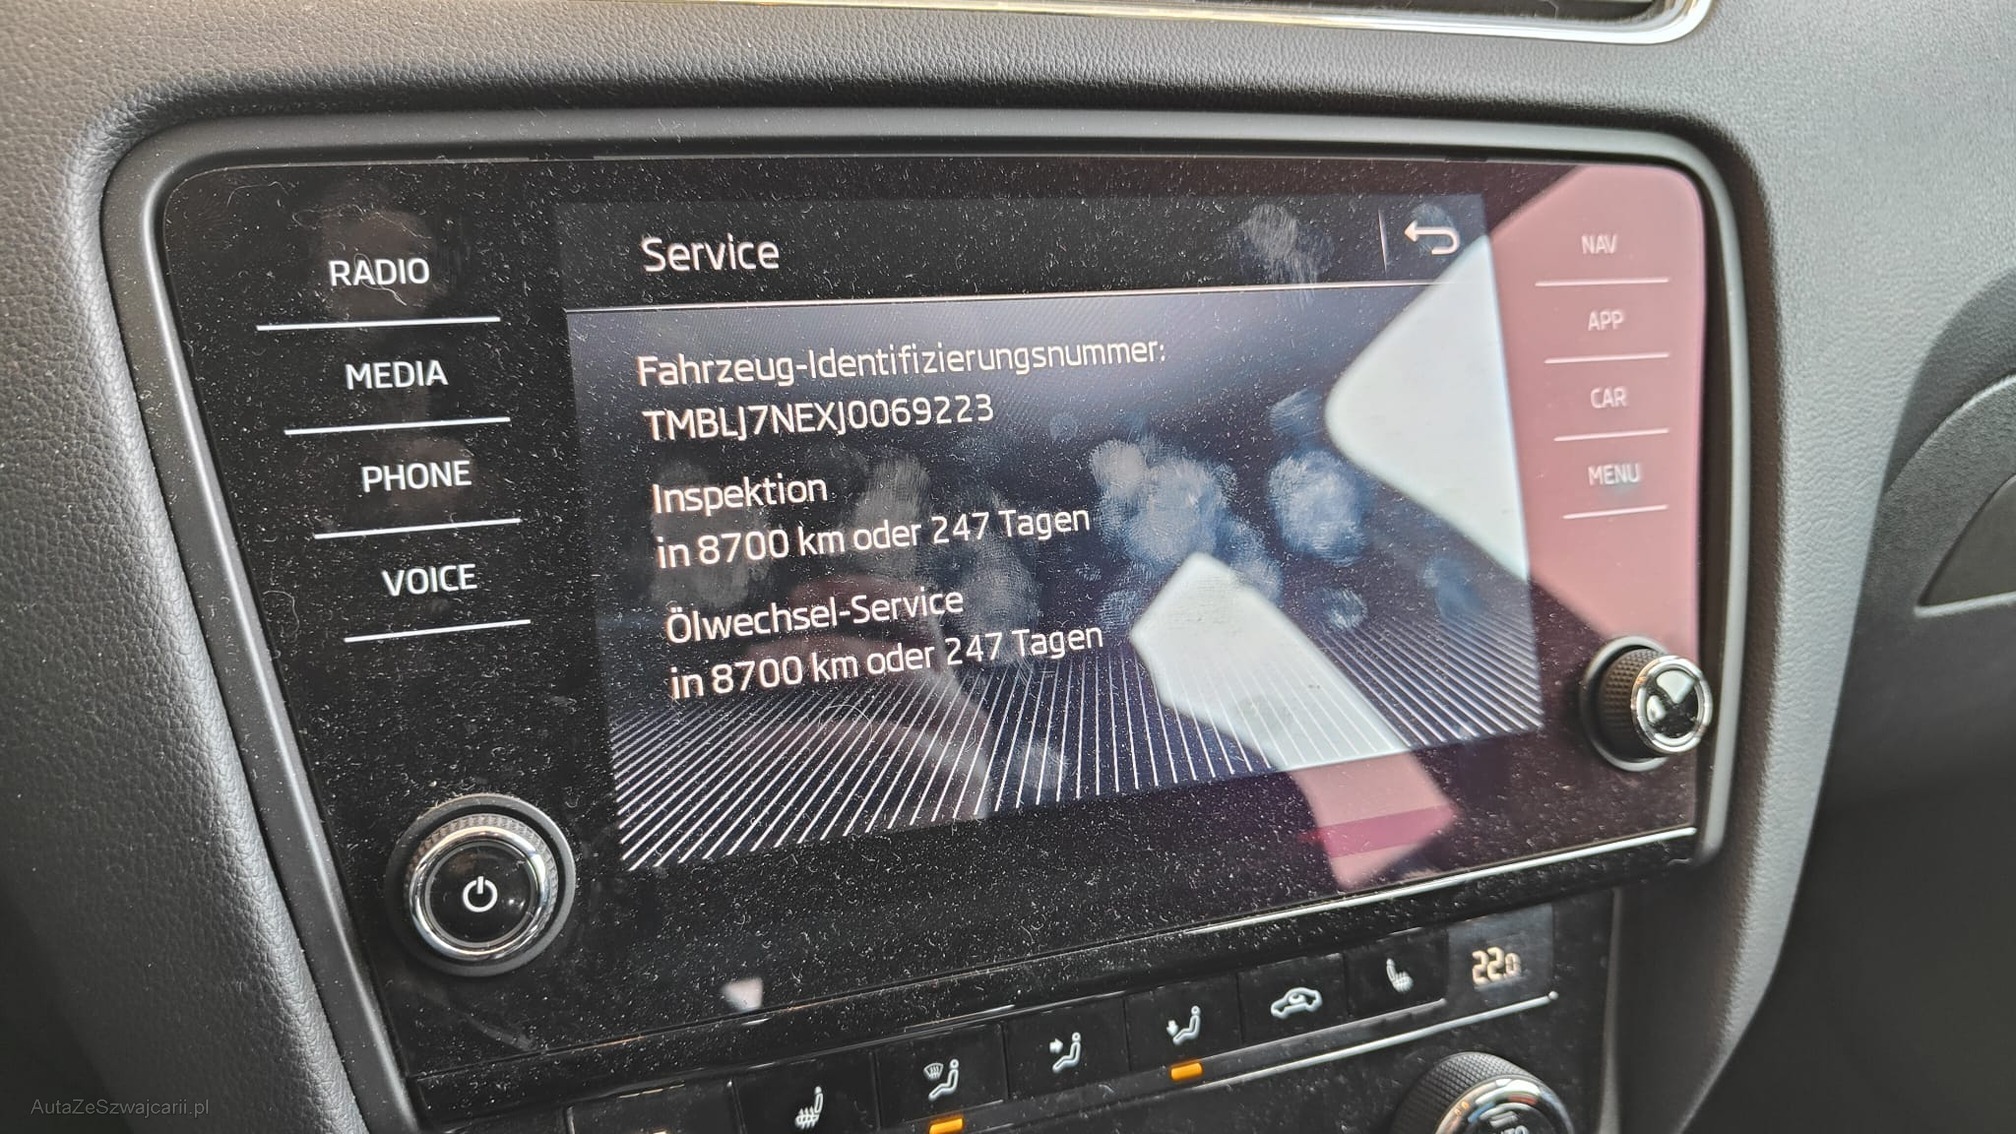 Service
RADIO
MEDIA
PHONE
VOICE
Fahrzeug-Identifizierungsnummer:
TMBLJ7NEXJ0069223
Inspektion
in 8700 km oder 247 Tagen
Ölwechsel-Service
in 8700 km oder 247 Tagen
NAV
APP
CAR
MENU
22.0
AutaZeSzwajcarii.pl